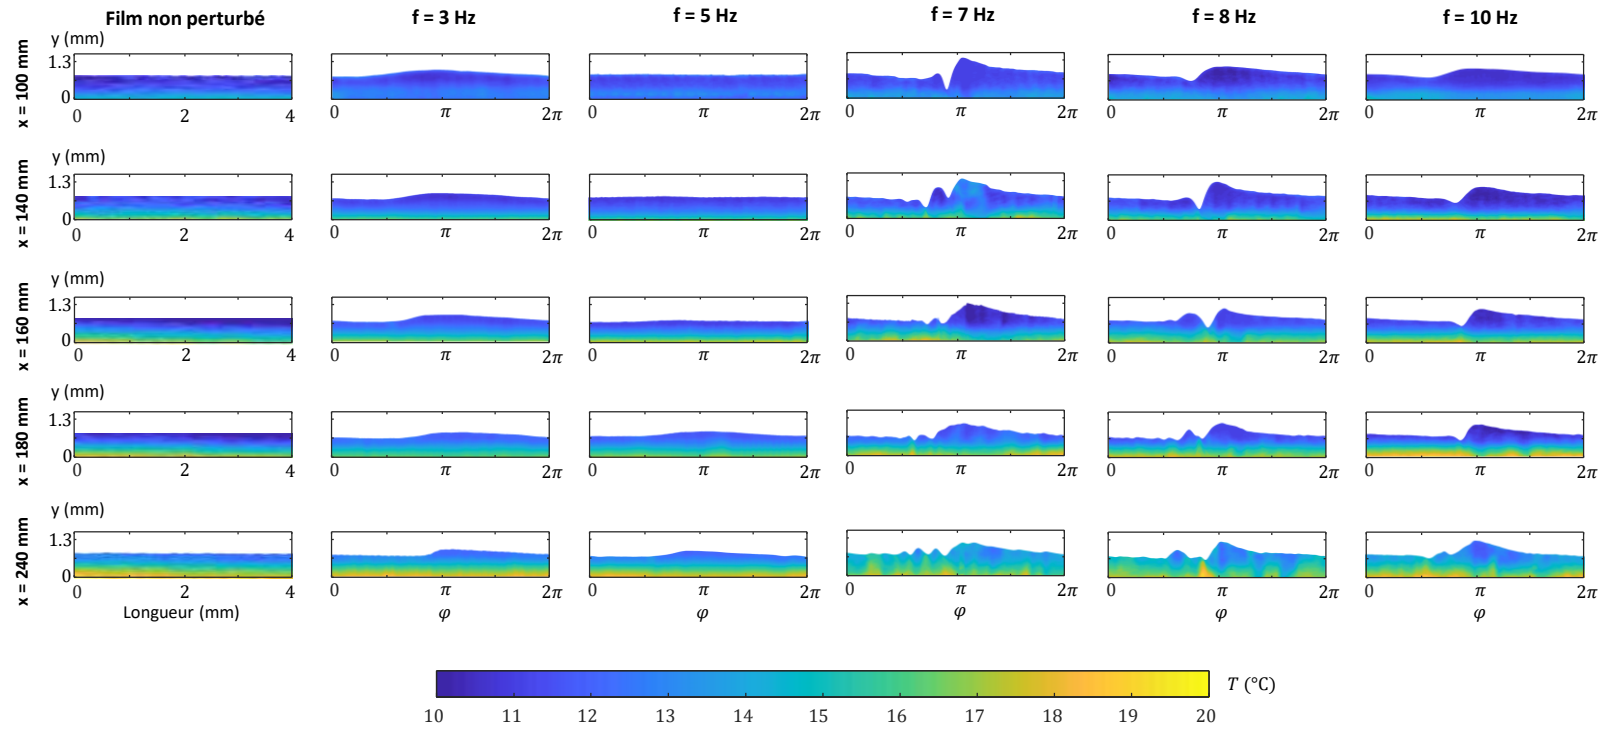 Film non perturbé f = 3 Hz f = 5 Hz f = 7 Hz f = 8 Hz f = 10 Hz
y (mm)
x = 100 mm
1.3
0
0 2 4 0 π 2π 0 π 2π 0 π 2π 0 π 2π 0 π 2π
y (mm)
x = 140 mm
1.3
0
0 2 4 0 π 2π 0 π 2π 0 π 2π 0 π 2π 0 π 2π
y (mm)
x = 160 mm
1.3
0
0 2 4 0 π 2π 0 π 2π 0 π 2π 0 π 2π 0 π 2π
y (mm)
x = 180 mm
1.3
0
0 2 4 0 π 2π 0 π 2π 0 π 2π 0 π 2π 0 π 2π
y (mm)
x = 240 mm
1.3
0
0 2 4 0 π 2π 0 π 2π 0 π 2π 0 π 2π 0 π 2π
Longueur (mm) φ φ φ φ φ
T (°C)
10 11 12 13 14 15 16 17 18 19 20